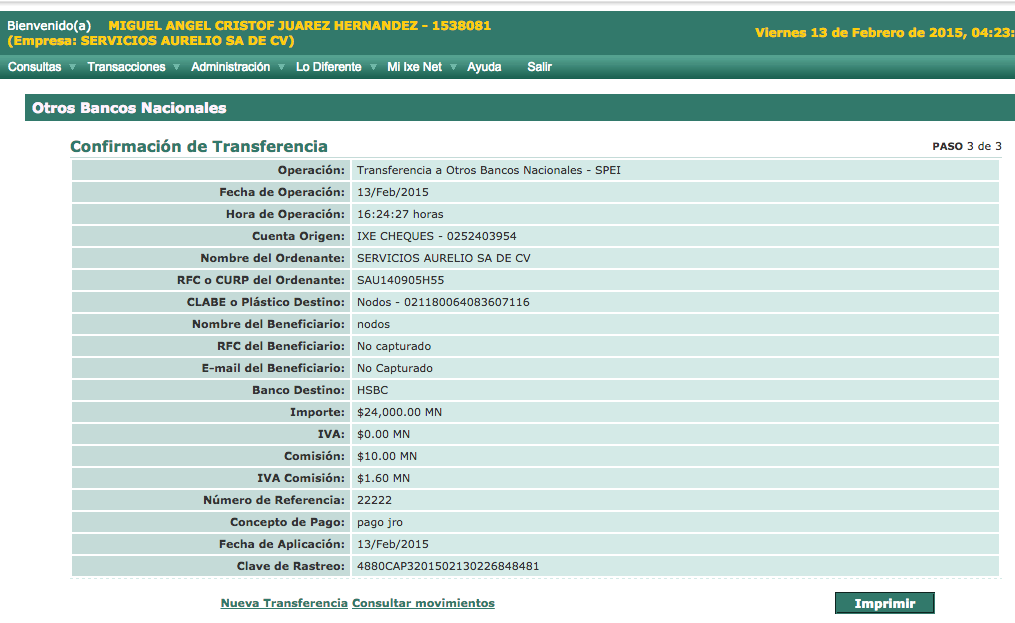 Bienvenido(a) MIGUEL ANGEL CRISTOF JUAREZ HERNANDEZ - 1538081
(Empresa: SERVICIOS AURELIO SA DE CV)
Viernes 13 de Febrero de 2015, 04:23:
Consultas Transacciones Administración Lo Diferente Mi Ixe Net Ayuda Salir
Otros Bancos Nacionales
Confirmación de Transferencia PASO 3 de 3
Operación: Transferencia a Otros Bancos Nacionales - SPEI
Fecha de Operación: 13/Feb/2015
Hora de Operación: 16:24:27 horas
Cuenta Origen: IXE CHEQUES - 0252403954
Nombre del Ordenante: SERVICIOS AURELIO SA DE CV
RFC o CURP del Ordenante: SAU140905H55
CLABE o Plástico Destino: Nodos - 021180064083607116
Nombre del Beneficiario: nodos
RFC del Beneficiario: No capturado
E-mail del Beneficiario: No Capturado
Banco Destino: HSBC
Importe: $24,000.00 MN
IVA: $0.00 MN
Comisión: $10.00 MN
IVA Comisión: $1.60 MN
Número de Referencia: 22222
Concepto de Pago: pago jro
Fecha de Aplicación: 13/Feb/2015
Clave de Rastreo: 4880CAP3201502130226848481
Nueva Transferencia Consultar movimientos Imprimir